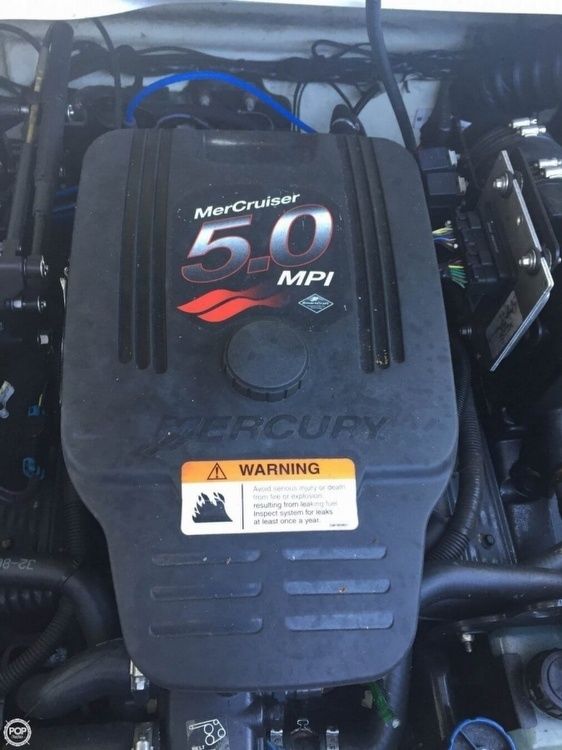 MerCruiser
5.0
MPI
MERCURY
WARNING
Avoid serious injury or death
from fire or explosion
resulting from leaking fuel.
Inspect system for leaks
at least once a year.
POP